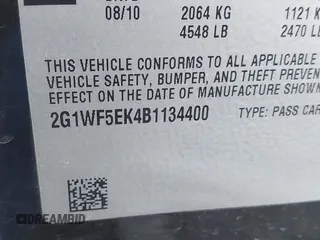 08/10 2064 KG 1121 K
4548 LB 2470 LE
THIS VEHICLE CONFORMS TO ALL APPLICABLE
VEHICLE SAFETY, BUMPER, AND THEFT PREVEN
EFFECT ON THE DATE OF MANUFACTURE SHOWN
2G1WF5EK4B1134400 TYPE: PASS CAR
DREAMBID